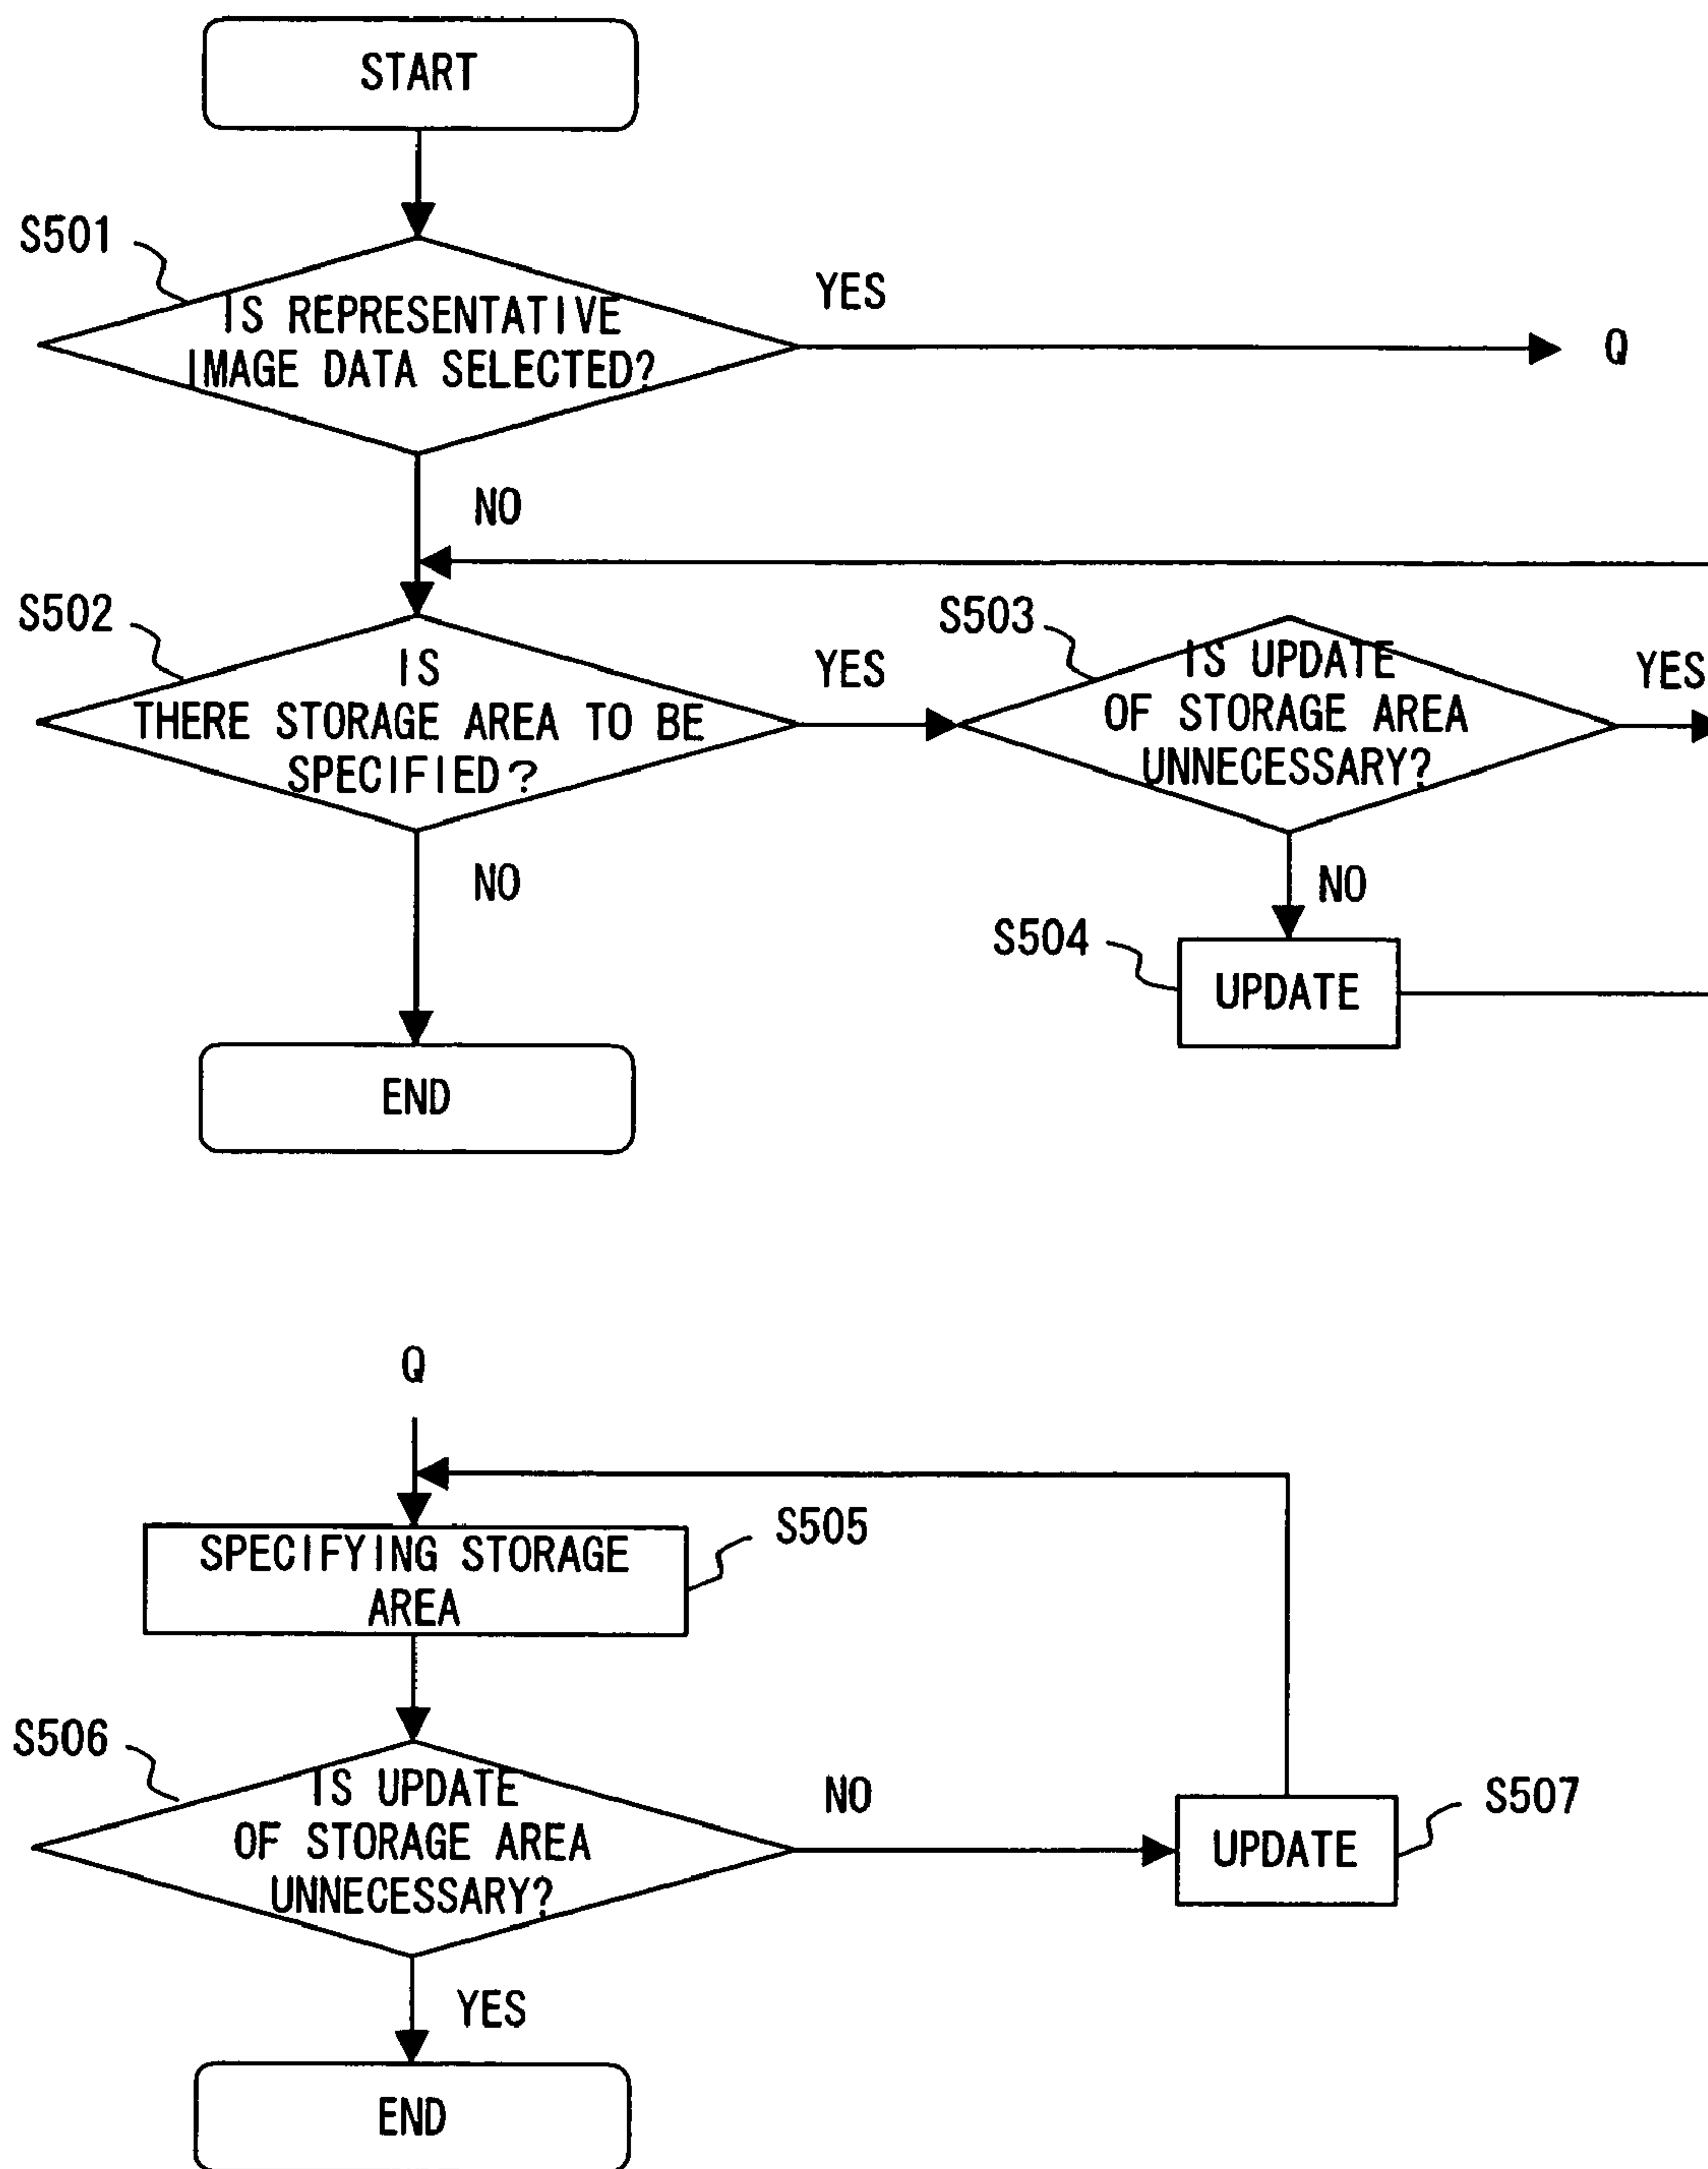 START
S501
YES
IS REPRESENTATIVE
IMAGE DATA SELECTED?
Q
NO
S502
S503
IS
THERE STORAGE AREA TO BE
SPECIFIED?
YES
IS UPDATE
OF STORAGE AREA
UNNECESSARY?
YES
NO
NO
S504
UPDATE
END
Q
SPECIFYING STORAGE
AREA
S505
S506
IS UPDATE
OF STORAGE AREA
UNNECESSARY?
NO
UPDATE
S507
YES
END